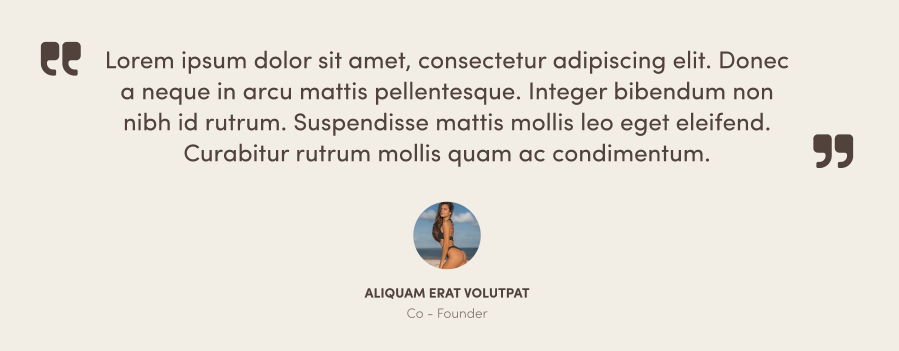 ❝ Lorem ipsum dolor sit amet, consectetur adipiscing elit. Donec
a neque in arcu mattis pellentesque. Integer bibendum non
nibh id rutrum. Suspendisse mattis mollis leo eget eleifend.
Curabitur rutrum mollis quam ac condimentum. ❞
ALIQUAM ERAT VOLUTPAT
Co - Founder